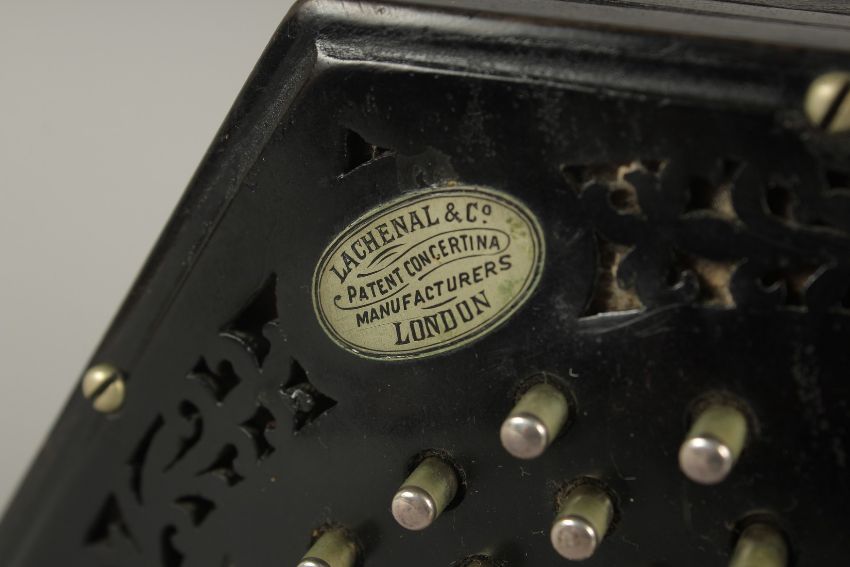 LACHENAL & Cº
PATENT CONCERTINA
MANUFACTURERS
LONDON